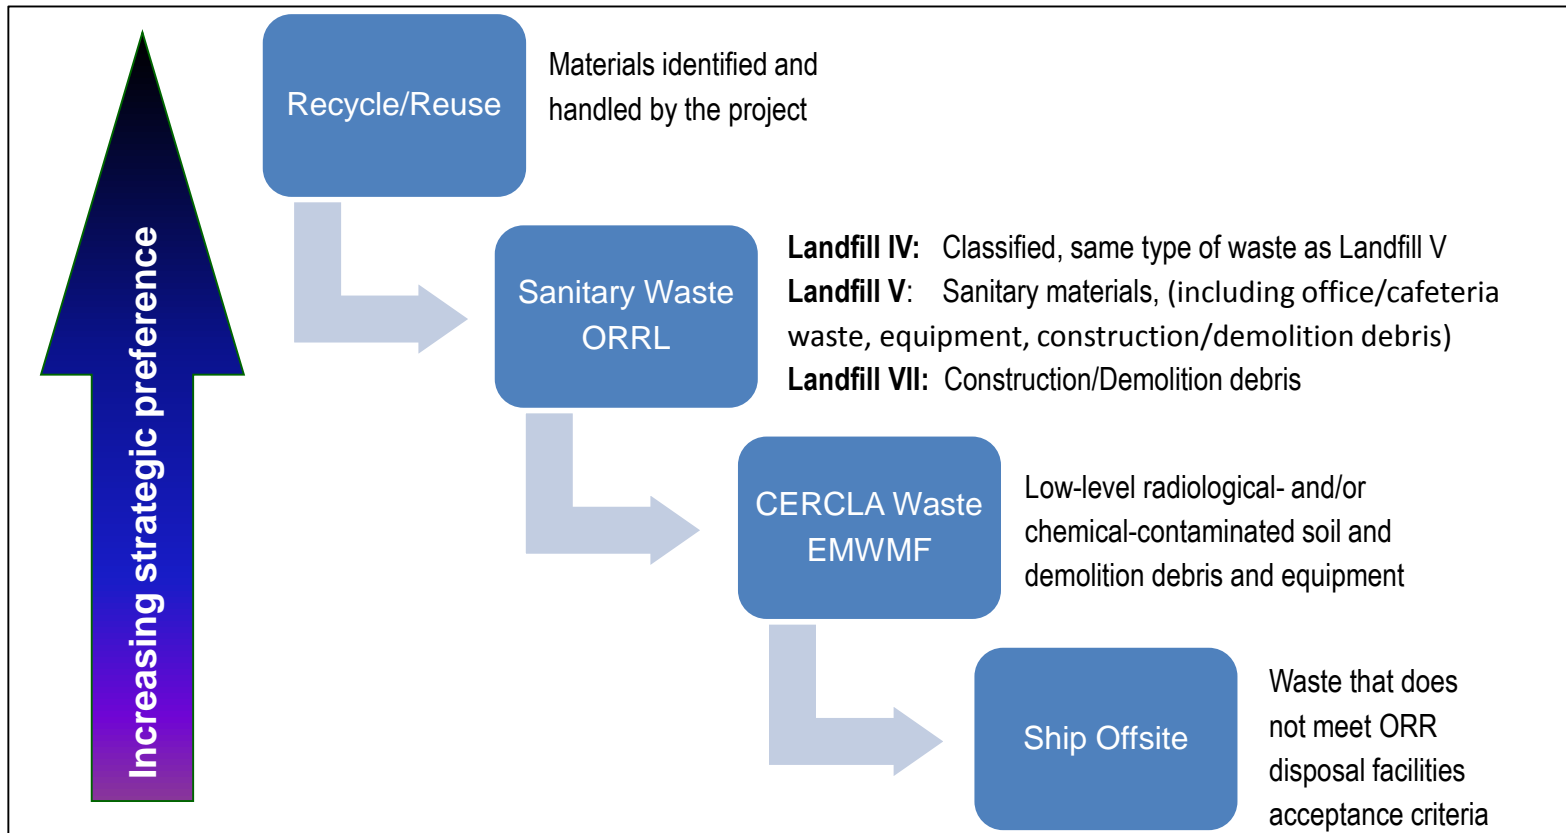 Increasing strategic preference
Recycle/Reuse
Materials identified and
handled by the project
Sanitary Waste
ORRL
Landfill IV: Classified, same type of waste as Landfill V
Landfill V: Sanitary materials, (including office/cafeteria
waste, equipment, construction/demolition debris)
Landfill VII: Construction/Demolition debris
CERCLA Waste
EMWMF
Low-level radiological- and/or
chemical-contaminated soil and
demolition debris and equipment
Ship Offsite
Waste that does
not meet ORR
disposal facilities
acceptance criteria